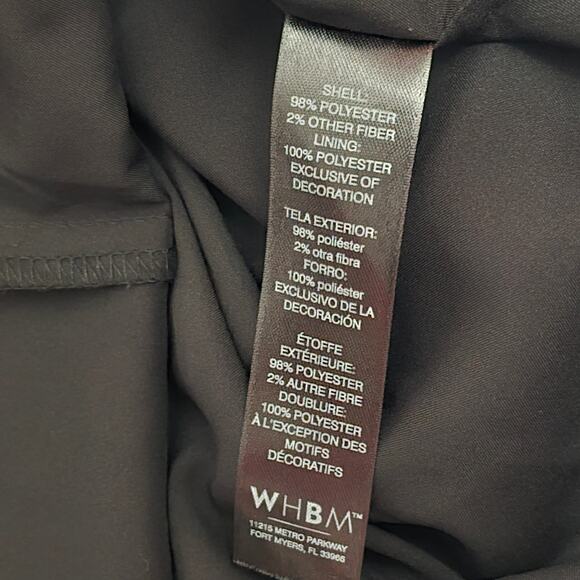 SHELL:
98% POLYESTER
2% OTHER FIBER
LINING:
100% POLYESTER
EXCLUSIVE OF
DECORATION
TELA EXTERIOR:
98% poliéster
2% otra fibra
FORRO:
100% poliéster
EXCLUSIVO DE LA
DECORACIÓN
ÉTOFFE
EXTÉRIEURE:
98% POLYESTER
2% AUTRE FIBRE
DOUBLURE:
100% POLYESTER
À L'EXCEPTION DES
MOTIFS
DÉCORATIFS
WHBM™
11215 METRO PARKWAY
FORT MYERS, FL 33966